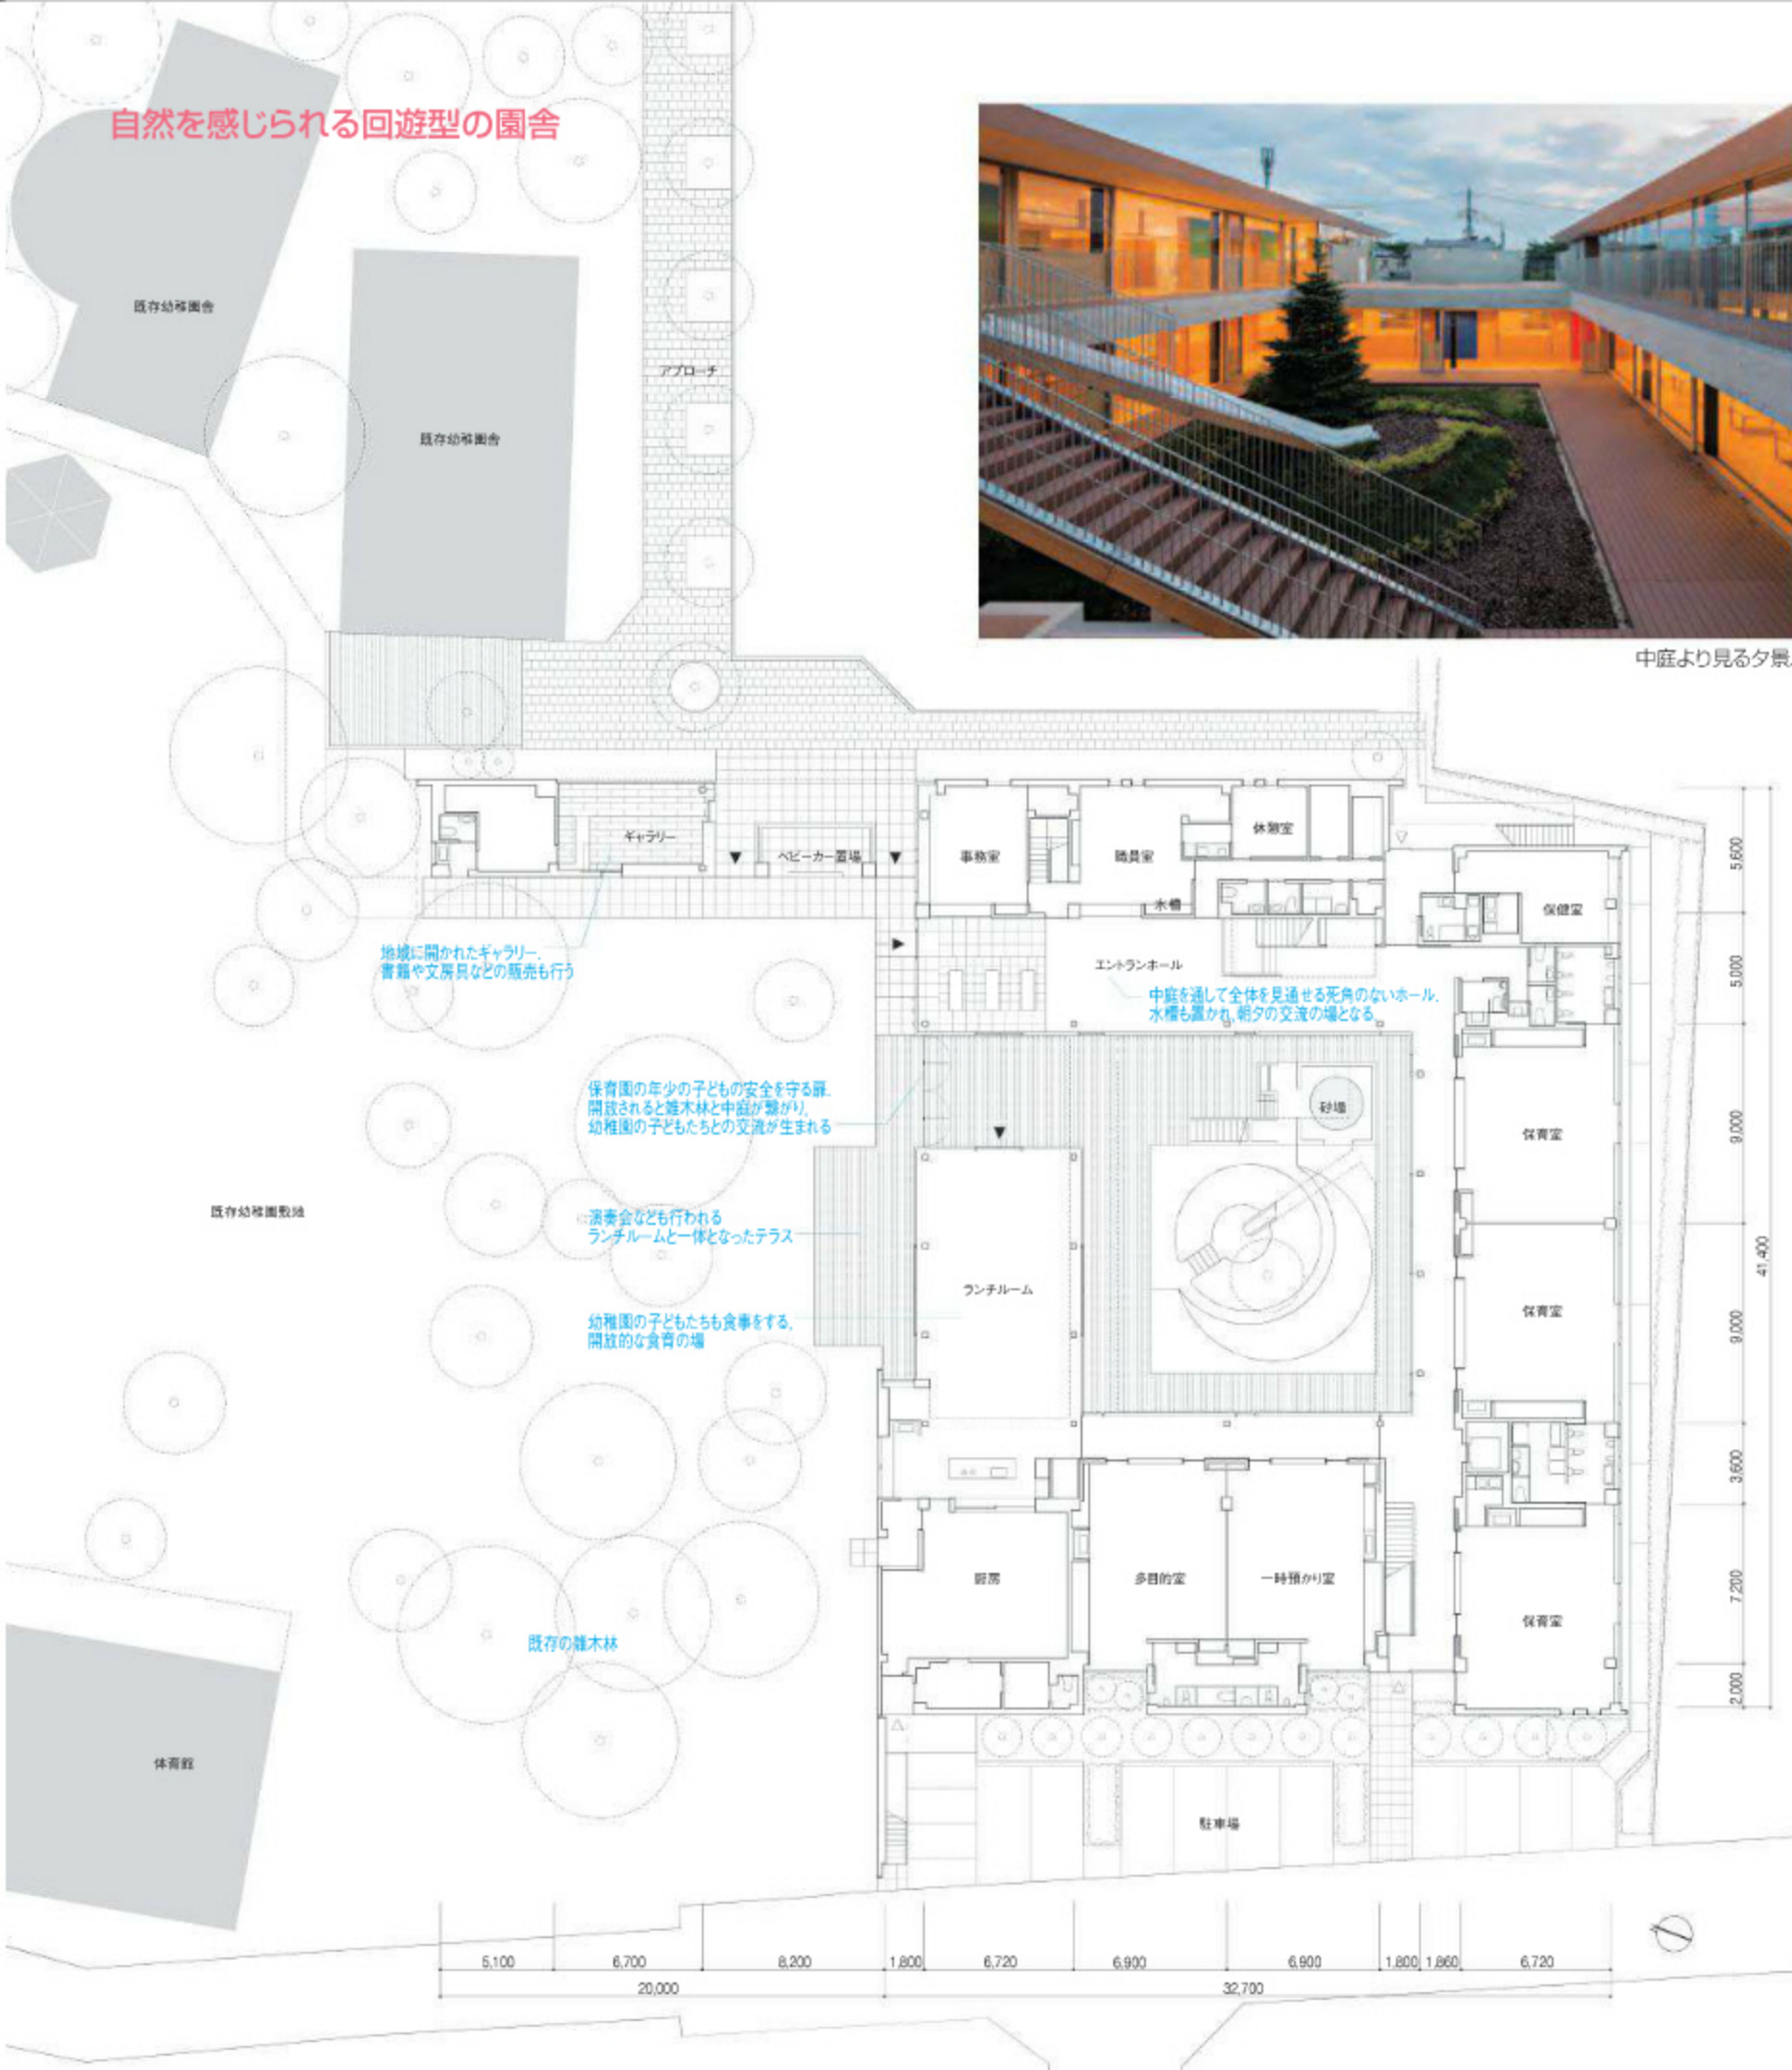 自然を感じられる回遊型の園舎
既存幼稚園舎
アプローチ
既存幼稚園舎
中庭より見る夕景.
ギャラリー
ベビーカー置場
事務室
職員室
休憩室
水槽
保健室
地域に開かれたギャラリー.
書籍や文房具などの販売も行う
エントランホール
中庭を通して全体を見通せる死角のないホール.
水槽も置かれ,朝夕の交流の場となる
保育園の年少の子どもの安全を守る扉.
開放されると雑木林と中庭が繋がり,
幼稚園の子どもたちとの交流が生まれる
砂場
保育室
既存幼稚園敷地
演奏会なども行われる
ランチルームと一体となったテラス
ランチルーム
保育室
幼稚園の子どもたちも食事をする,
開放的な食育の場
厨房
多目的室
一時預かり室
保育室
既存の雑木林
体育館
駐車場
5,600
5,000
9,000
9,000
3,600
7,200
2,000
41,400
5,100
6,700
8,200
1,800
6,720
6,900
6,900
1,800
1,860
6,720
20,000
32,700